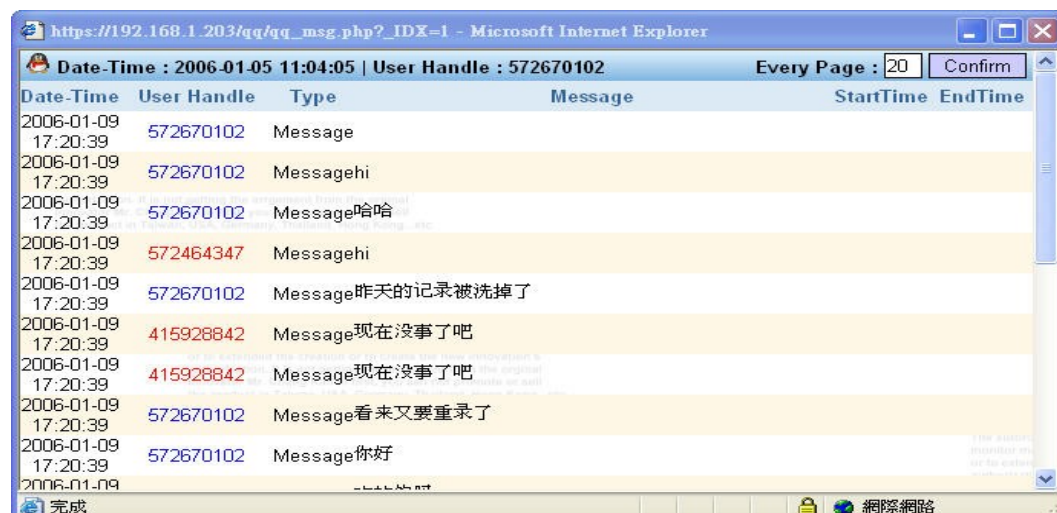 https://192.168.1.203/qq/qq_msg.php?_IDX=1 - Microsoft Internet Explorer
Date-Time : 2006-01-05 11:04:05 | User Handle : 572670102 Every Page : 20 Confirm
Date-Time User Handle Type Message StartTime EndTime
2006-01-09 17:20:39 572670102 Message
2006-01-09 17:20:39 572670102 Messagehi
2006-01-09 17:20:39 572670102 Message哈哈
2006-01-09 17:20:39 572464347 Messagehi
2006-01-09 17:20:39 572670102 Message昨天的记录被洗掉了
2006-01-09 17:20:39 415928842 Message现在没事了吧
2006-01-09 17:20:39 415928842 Message现在没事了吧
2006-01-09 17:20:39 572670102 Message看来又要重录了
2006-01-09 17:20:39 572670102 Message你好
2006-01-09
完成 網際網路